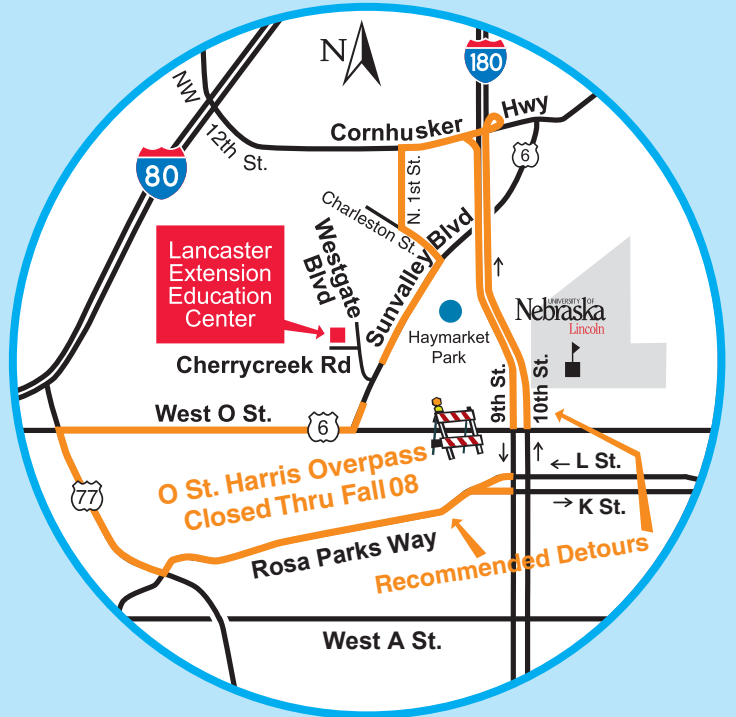 N
180
NW
12th St.
Cornhusker
Hwy
6
80
N. 1st St.
Charleston St.
Westgate
Blvd
Sunvalley Blvd
Lancaster
Extension
Education
Center
Cherrycreek Rd
Haymarket
Park
UNIVERSITY OF
Nebraska
Lincoln
9th St.
10th St.
West O St.
6
77
O St. Harris Overpass
Closed Thru Fall 08
L St.
K St.
Rosa Parks Way
Recommended Detours
West A St.